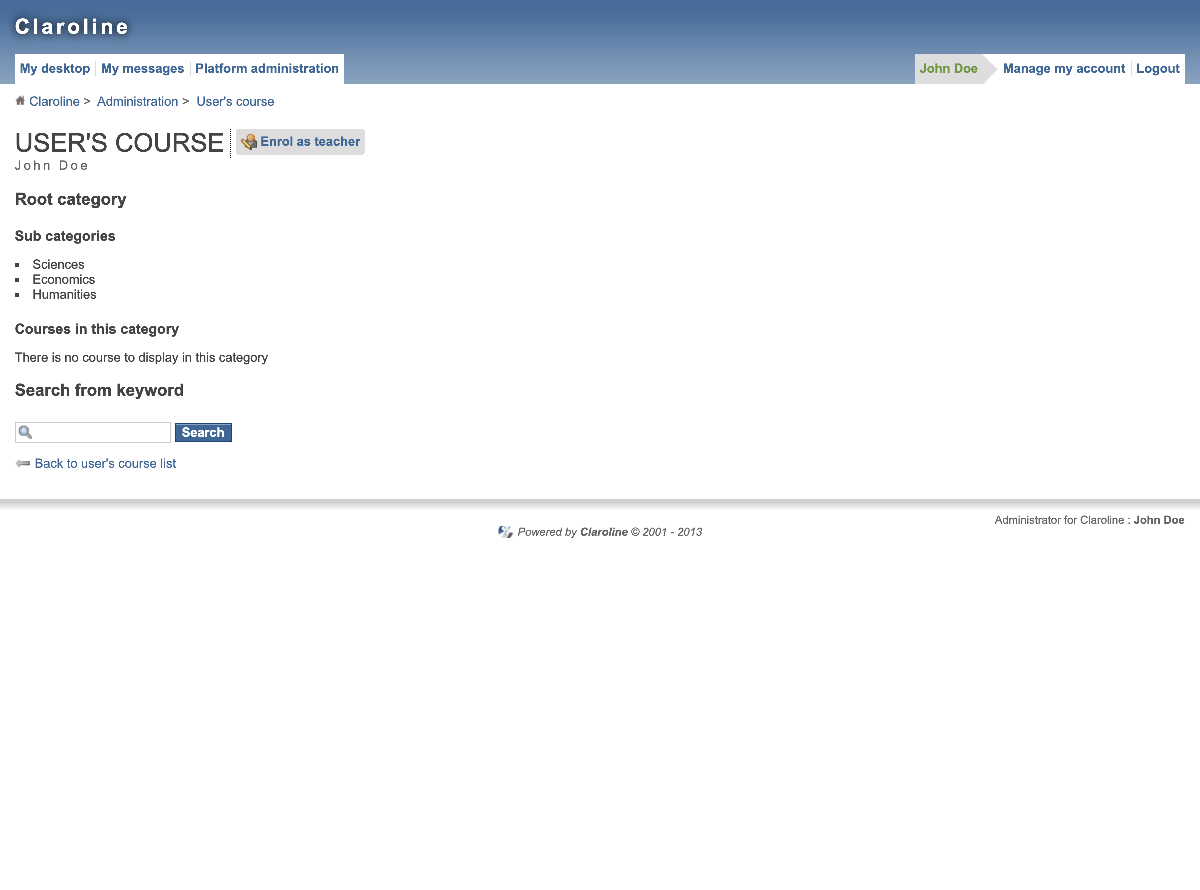 Claroline
My desktop My messages Platform administration John Doe Manage my account Logout
Claroline > Administration > User's course
USER'S COURSE Enrol as teacher
John Doe
Root category
Sub categories
Sciences
Economics
Humanities
Courses in this category
There is no course to display in this category
Search from keyword
Search
Back to user's course list
Administrator for Claroline : John Doe
Powered by Claroline © 2001 - 2013